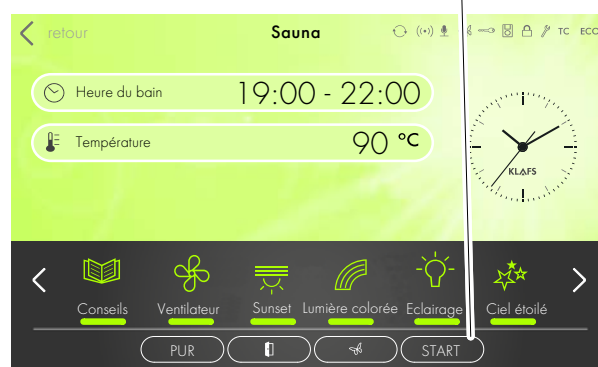 retour Sauna TC ECO
Heure du bain 19:00 - 22:00
Température 90 °C
KLAFS
Conseils Ventilateur Sunset Lumière colorée Eclairage Ciel étoilé
PUR START